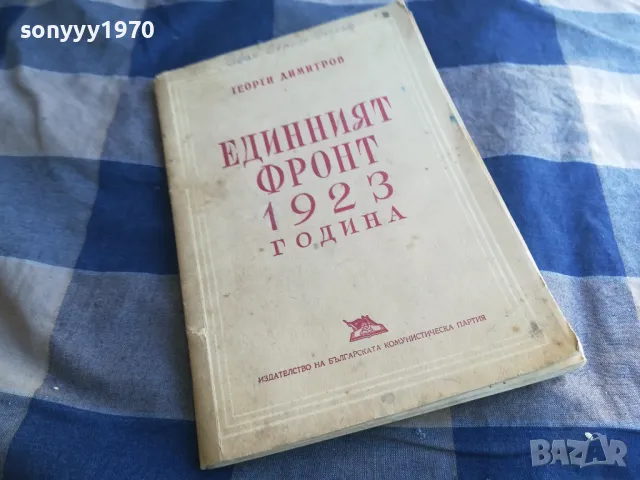 sonyyy1970
ГЕОРГИ ДИМИТРОВ
ЕДИННИЯТ
ФРОНТ
1923
ГОДИНА
ИЗДАТЕЛСТВО НА БЪЛГАРСКАТА КОМУНИСТИЧЕСКА ПАРТИЯ
BAZAR